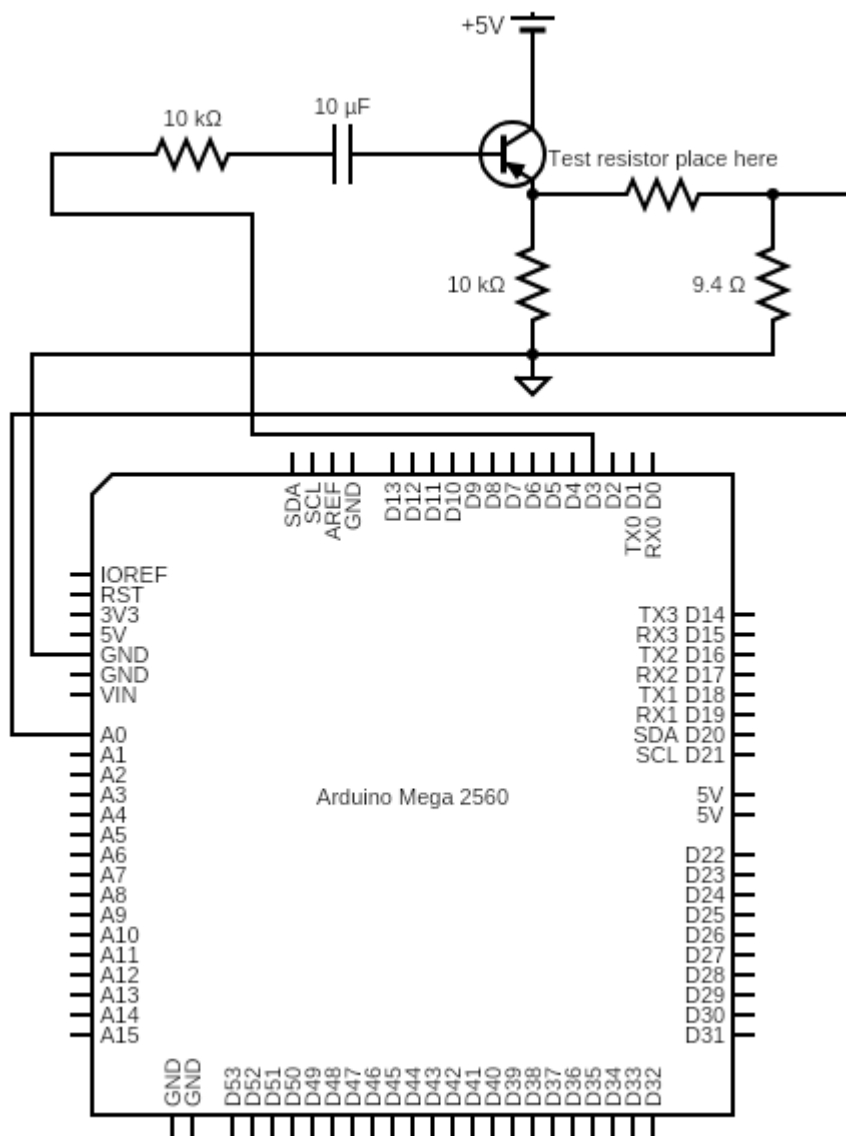 +5V
10 µF
10 kΩ
Test resistor place here
10 kΩ
9.4 Ω
SDA
SCL
AREF
GND
D13
D12
D11
D10
D9
D8
D7
D6
D5
D4
D3
D2
TX0 D1
RX0 D0
IOREF
RST
3V3
5V
GND
GND
VIN
A0
A1
A2
A3
A4
A5
A6
A7
A8
A9
A10
A11
A12
A13
A14
A15
Arduino Mega 2560
TX3 D14
RX3 D15
TX2 D16
RX2 D17
TX1 D18
RX1 D19
SDA D20
SCL D21
5V
5V
D22
D23
D24
D25
D26
D27
D28
D29
D30
D31
GND
GND
D53
D52
D51
D50
D49
D48
D47
D46
D45
D44
D43
D42
D41
D40
D39
D38
D37
D36
D35
D34
D33
D32